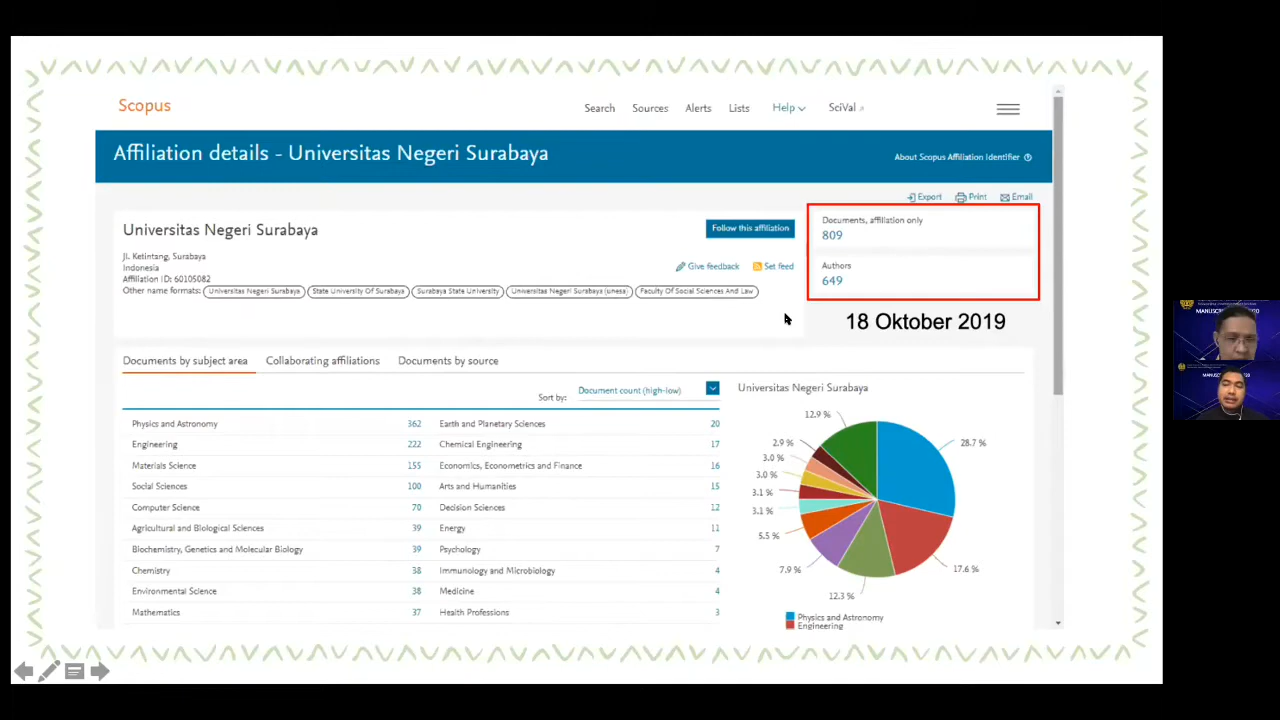 Scopus
Search Sources Alerts Lists Help SciVal
Affiliation details - Universitas Negeri Surabaya
About Scopus Affiliation Identifier
Export Print Email
Universitas Negeri Surabaya
Follow this affiliation
Documents, affiliation only
809
Jl. Ketintang, Surabaya
Indonesia
Affiliation ID: 60105082
Give feedback Set feed
Authors
649
Other name formats: Universitas Negeri Surabaya State University Of Surabaya Surabaya State University Universitas Negeri Surabaya (unesa) Faculty Of Social Sciences And Law
18 Oktober 2019
Documents by subject area Collaborating affiliations Documents by source
Sort by: Document count (high-low)
Physics and Astronomy 362 Earth and Planetary Sciences 20
Engineering 222 Chemical Engineering 17
Materials Science 155 Economics, Econometrics and Finance 16
Social Sciences 100 Arts and Humanities 15
Computer Science 70 Decision Sciences 12
Agricultural and Biological Sciences 39 Energy 11
Biochemistry, Genetics and Molecular Biology 39 Psychology 7
Chemistry 38 Immunology and Microbiology 4
Environmental Science 38 Medicine 4
Mathematics 37 Health Professions 3
Universitas Negeri Surabaya
12.9 %
28.7 %
2.9 %
3.0 %
3.0 %
3.1 %
3.1 %
5.5 %
7.9 %
17.6 %
12.3 %
Physics and Astronomy
Engineering